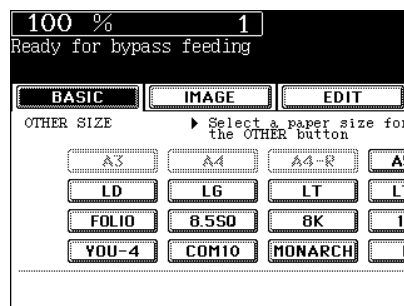 100 % 1
Ready for bypass feeding
BASIC IMAGE EDIT
OTHER SIZE ▶ Select a paper size for
the OTHER button
A3 A4 A4-R
LD LG LT
FOLIO 8.5SQ 8K
YOU-4 COM10 MONARCH